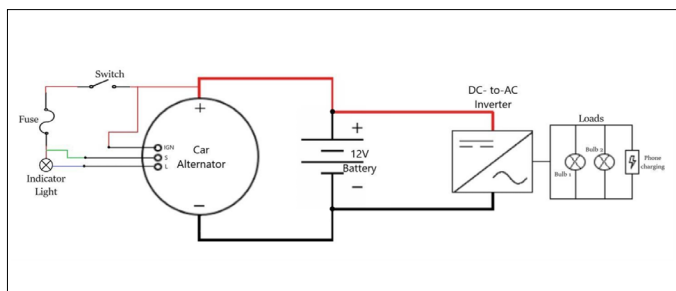 Switch
Fuse
Indicator
Light
+
IGN
S
L
Car
Alternator
−
+
12V
Battery
−
DC- to-AC
Inverter
Loads
Bulb 1
Bulb 2
Phone
charging